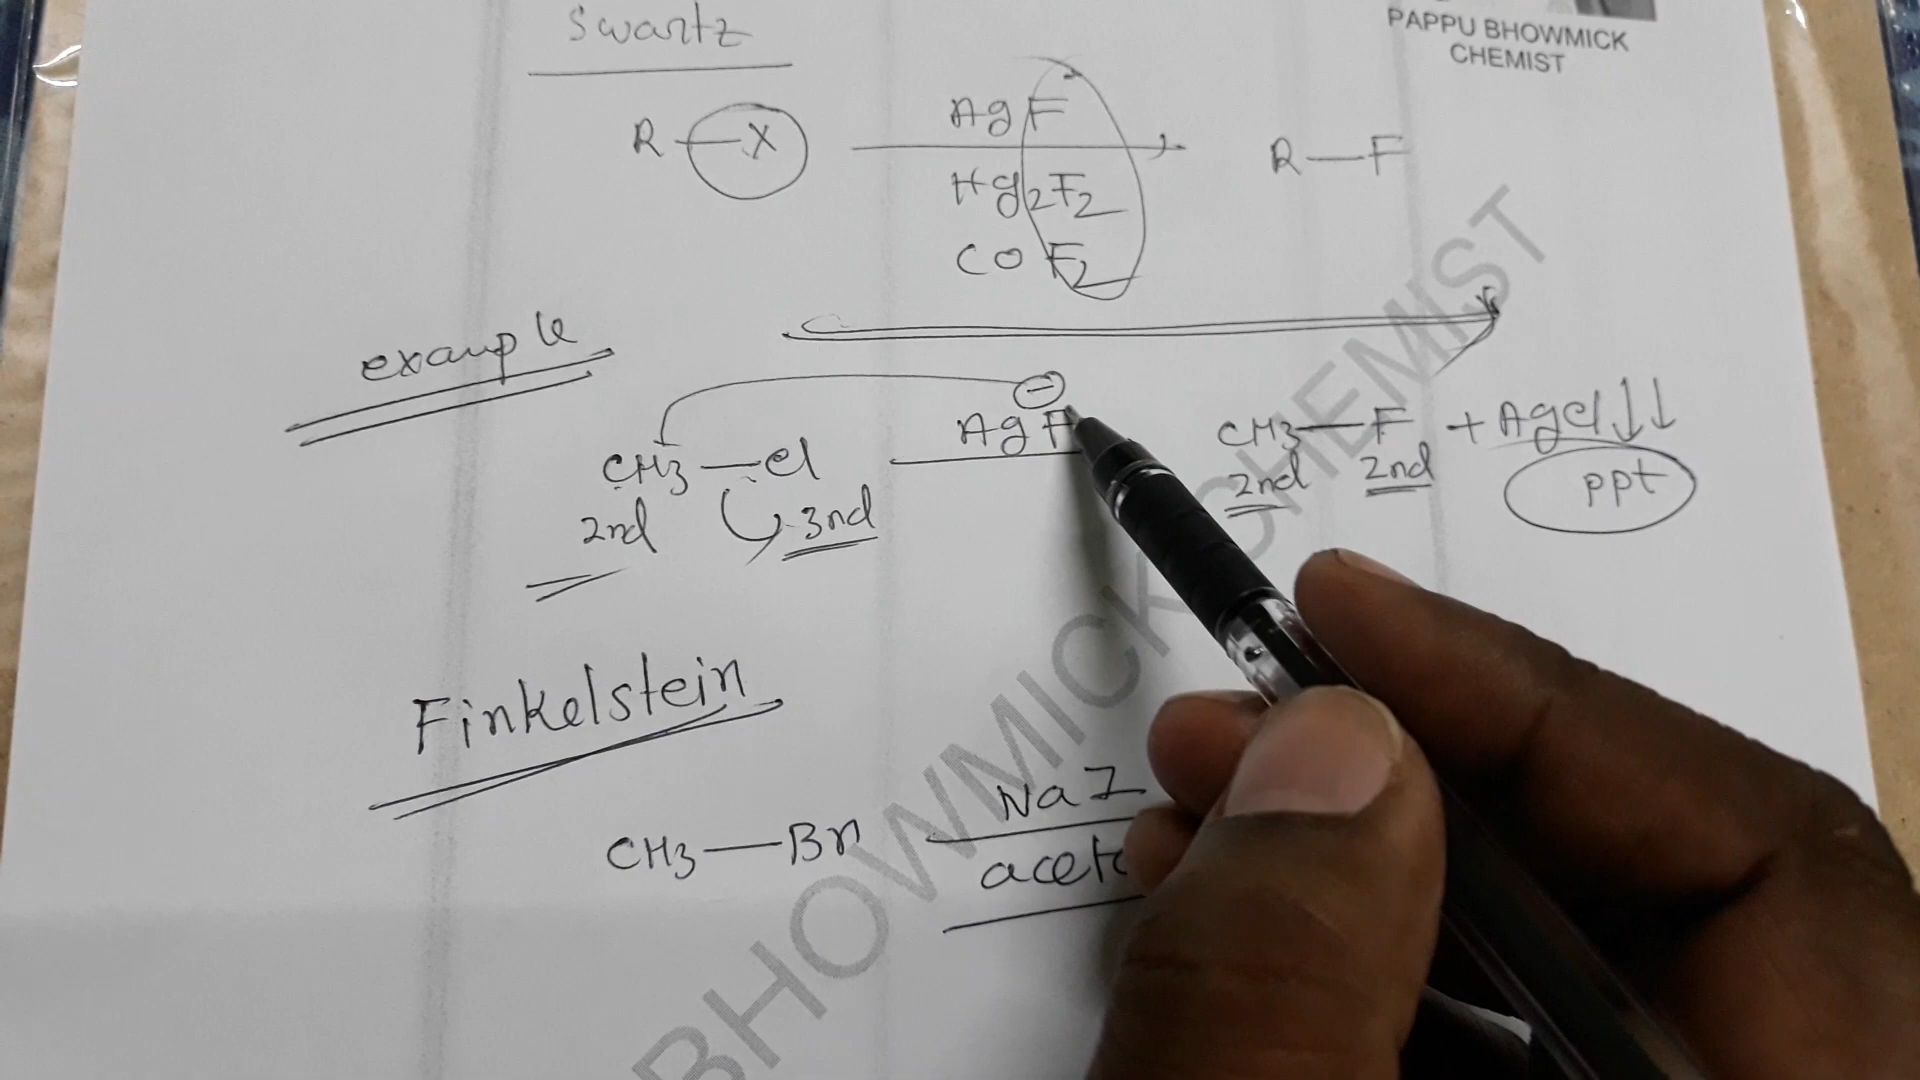 Swartz
PAPPU BHOWMICK
CHEMIST
R—X
AgF
Hg2F2
CoF2
R—F
example
CH3—Cl
AgF
CH3—F + AgCl↓↓
2nd
3nd
2nd
2nd
ppt
Finkelstein
CH3—Br
NaI
BHOWMICK CHEMIST